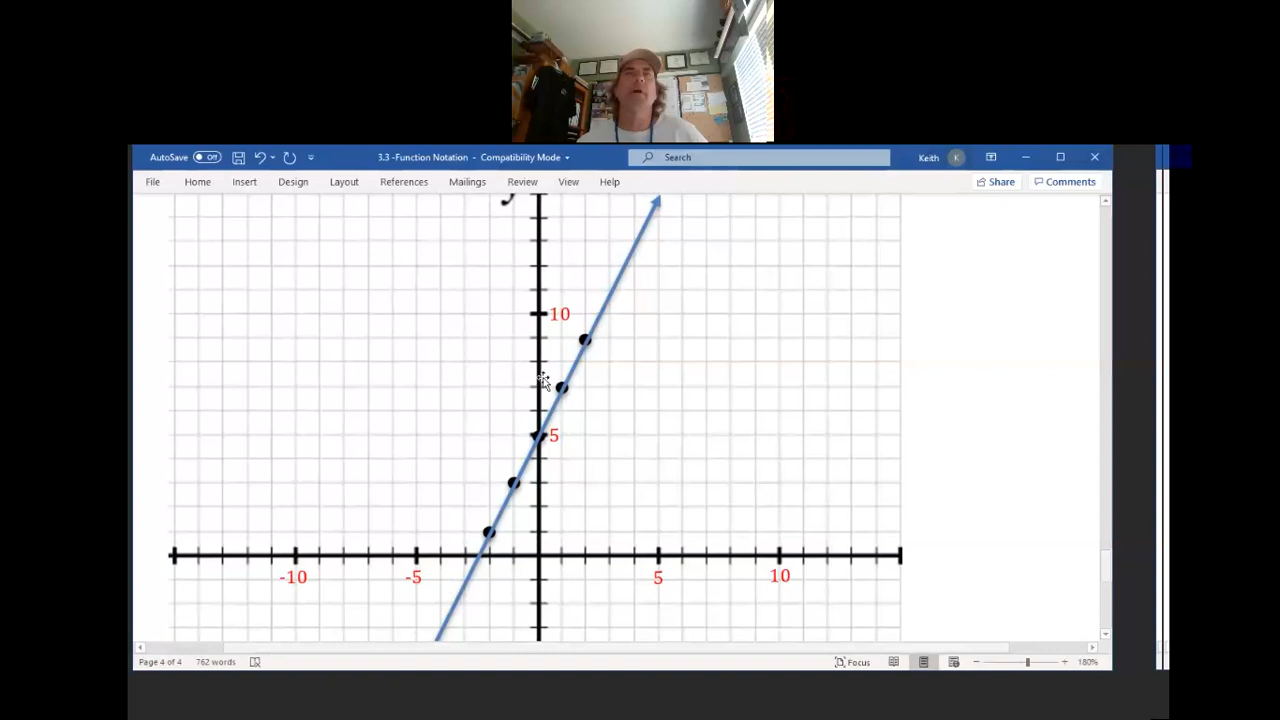 AutoSave Off 3.3 -Function Notation - Compatibility Mode Search Keith K
File Home Insert Design Layout References Mailings Review View Help Share Comments
y
10
5
-10 -5 5 10
Page 4 of 4 762 words Focus 180%